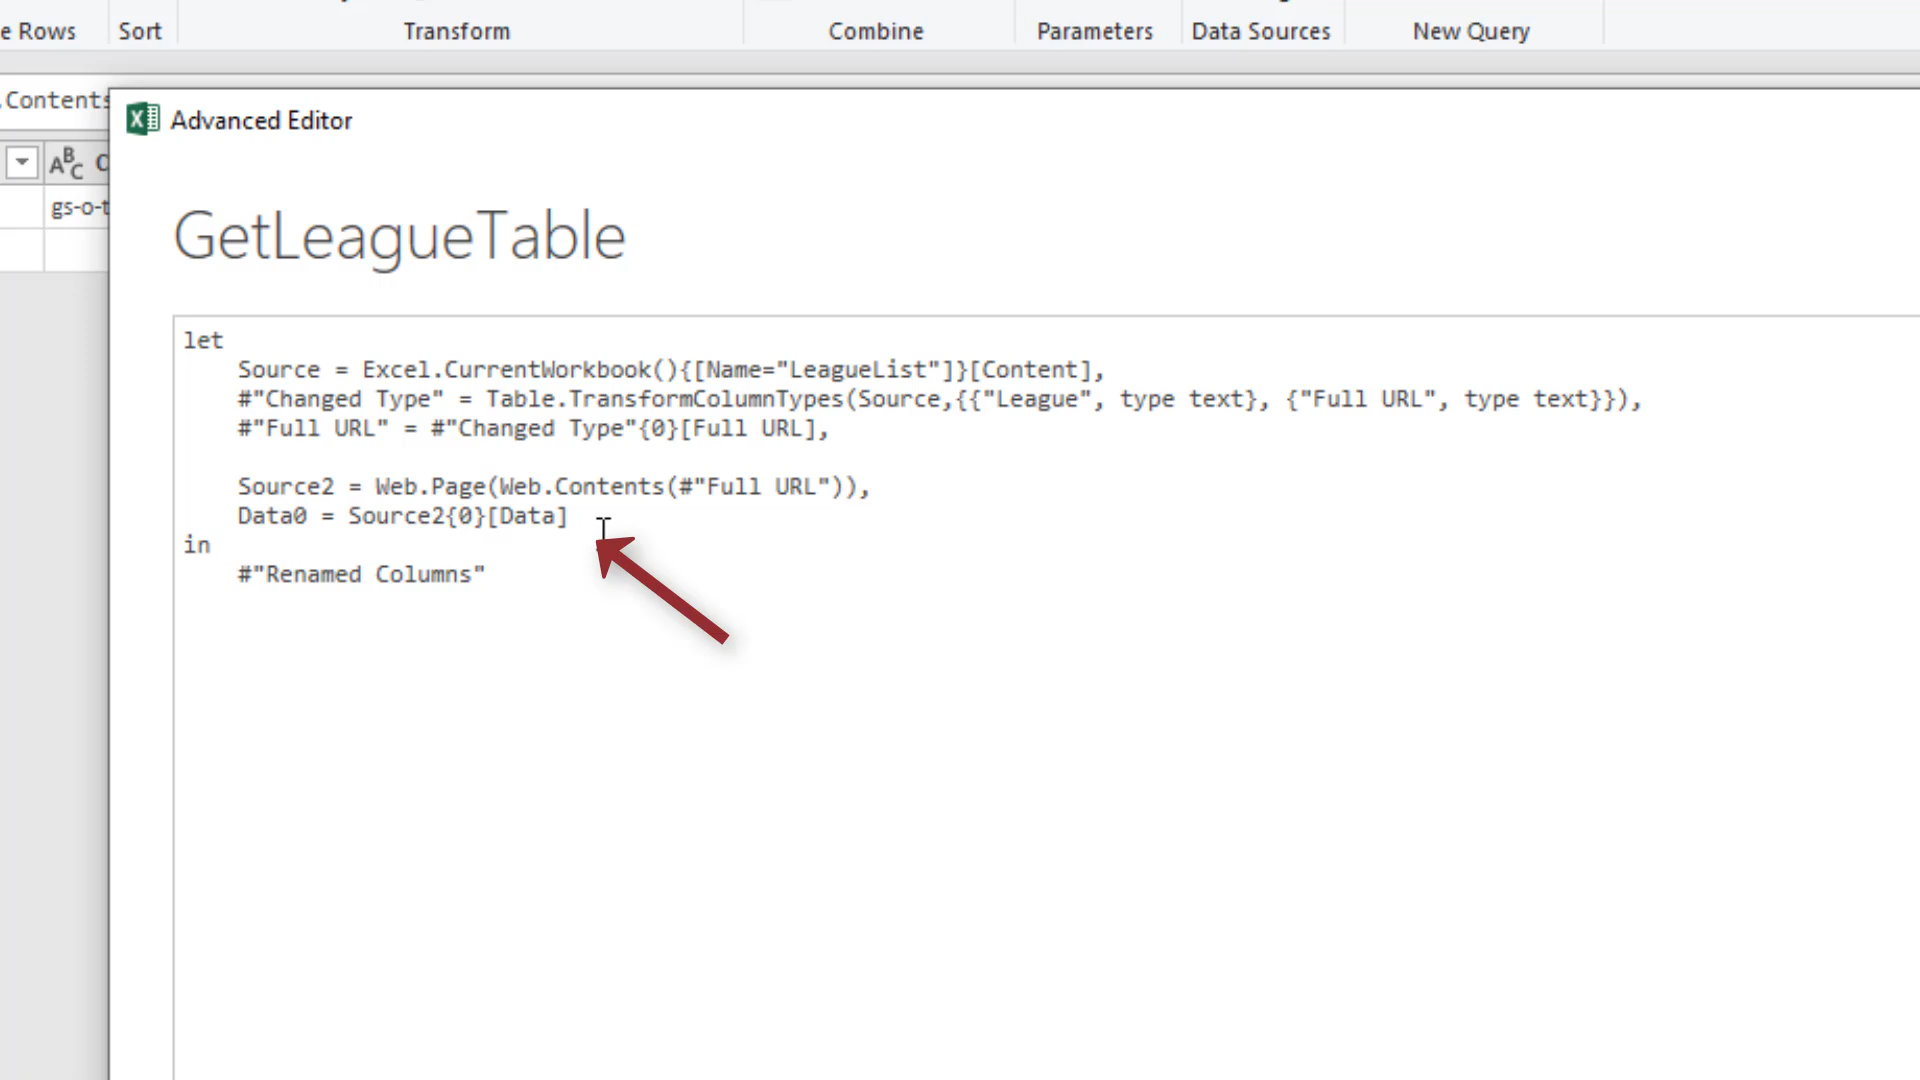 e Rows
Sort
Transform
Combine
Parameters
Data Sources
New Query
.Contents
Advanced Editor
ABC
gs-o-t
GetLeagueTable
let
    Source = Excel.CurrentWorkbook(){[Name="LeagueList"]}[Content],
    #"Changed Type" = Table.TransformColumnTypes(Source,{{"League", type text}, {"Full URL", type text}}),
    #"Full URL" = #"Changed Type"{0}[Full URL],
    Source2 = Web.Page(Web.Contents(#"Full URL")),
    Data0 = Source2{0}[Data]
in
    #"Renamed Columns"